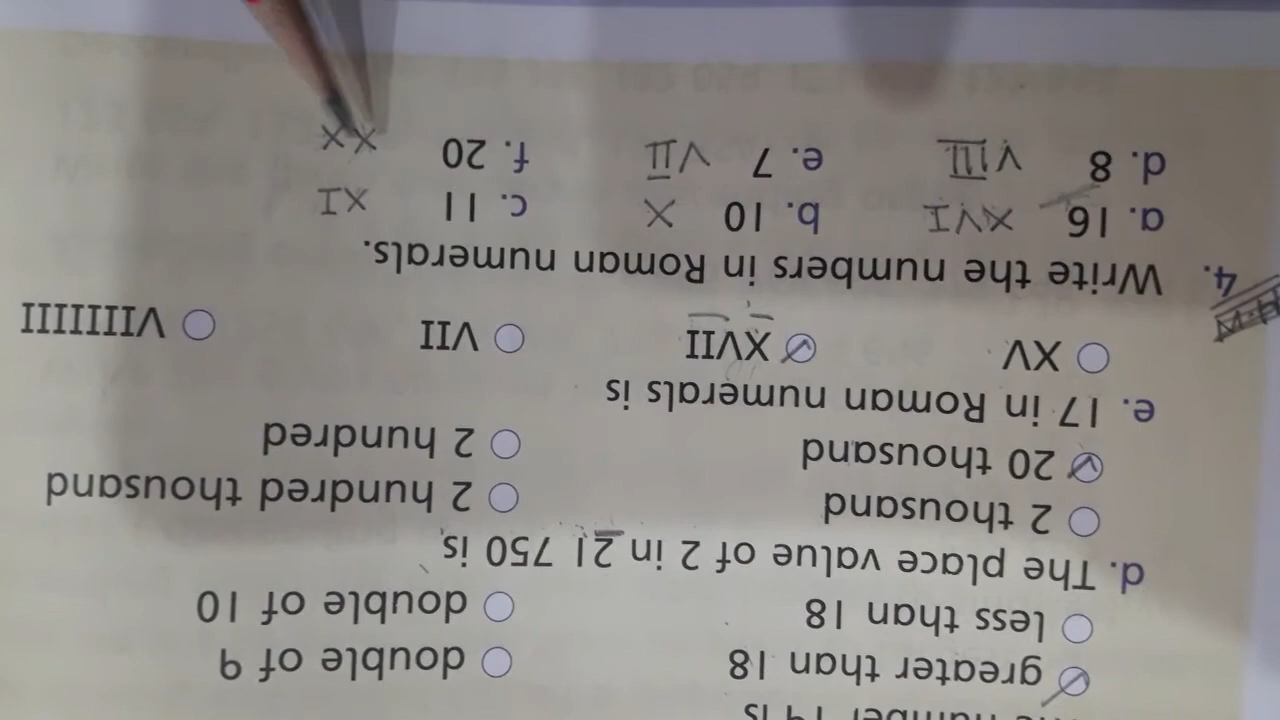 number 19 is
greater than 18 double of 9
less than 18 double of 10
d. The place value of 2 in 21 750 is
2 thousand 2 hundred thousand
20 thousand 2 hundred
e. 17 in Roman numerals is
XV XVII VII VIIIIIII
4. Write the numbers in Roman numerals.
a. 16 XVI b. 10 X c. 11 XI
d. 8 VIII e. 7 VII f. 20 XX